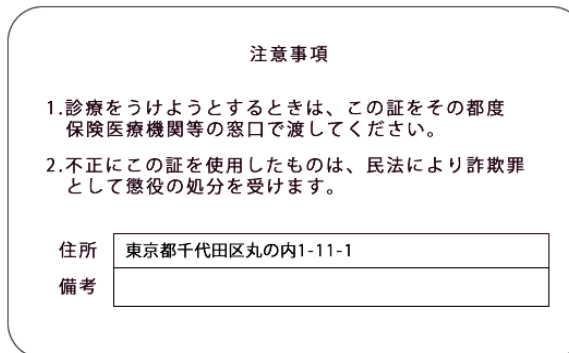 注意事項
1.診療をうけようとするときは、この証をその都度
保険医療機関等の窓口で渡してください。
2.不正にこの証を使用したものは、民法により詐欺罪
として懲役の処分を受けます。
住所 東京都千代田区丸の内1-11-1
備考